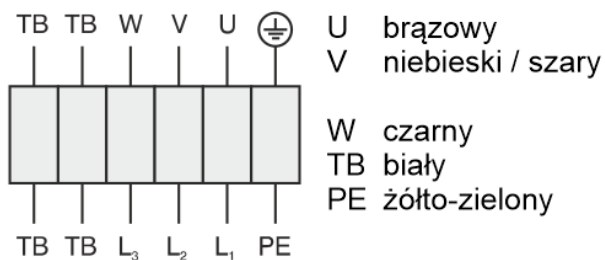 TB TB W V U
TB TB L₃ L₂ L₁ PE
U brązowy
V niebieski / szary
W czarny
TB biały
PE żółto-zielony